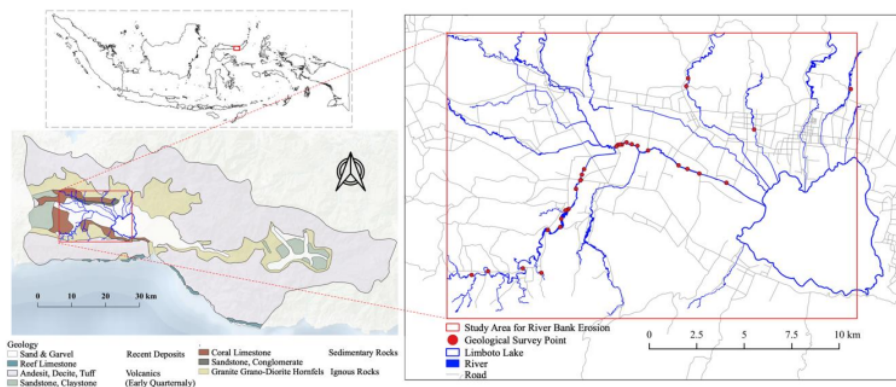 0 10 20 30 km
Geology
Sand & Garvel
Recent Deposits
Reef Limestone
Andesit, Decite, Tuff
Volcanics
Sandstone, Claystone
(Early Quarternaly)
Coral Limestone
Sedimentary Rocks
Sandstone, Conglomerate
Granite Grano-Diorite Hornfels
Ignous Rocks
Study Area for River Bank Erosion
Geological Survey Point
Limboto Lake
River
Road
0 2.5 5 7.5 10 km